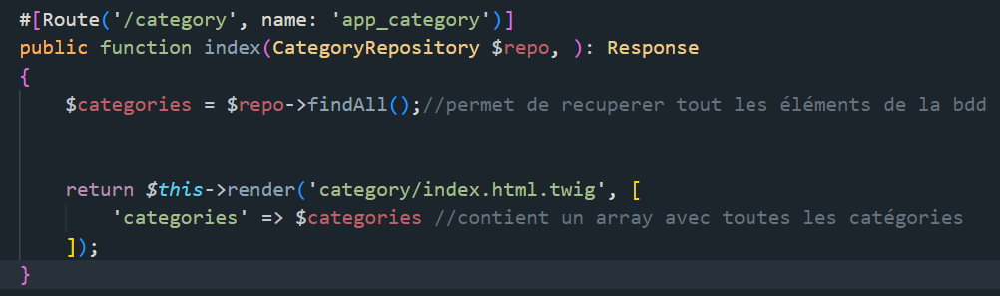 #[Route('/category', name: 'app_category')]
public function index(CategoryRepository $repo, ): Response
{
$categories = $repo->findAll();//permet de recuperer tout les éléments de la bdd
return $this->render('category/index.html.twig', [
'categories' => $categories //contient un array avec toutes les catégories
]);
}